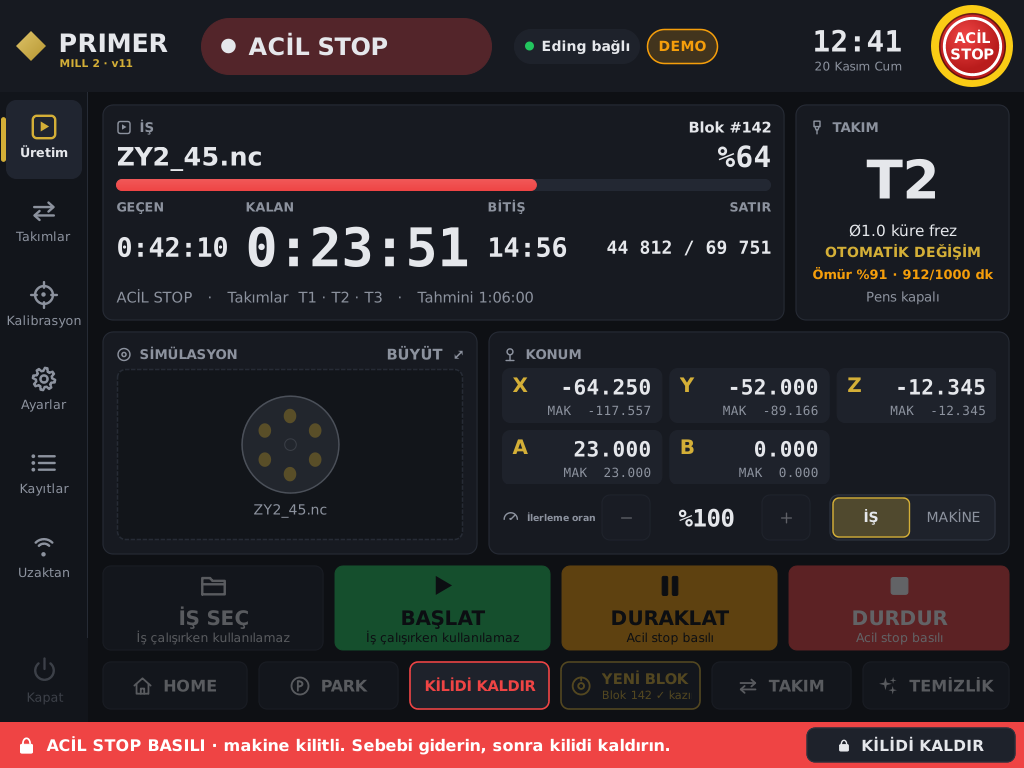 PRIMER
MILL 2 · v11
ACİL STOP
Eding bağlı
DEMO
12:41
20 Kasım Cum
ACİL
STOP
Üretim
Takımlar
Kalibrasyon
Ayarlar
Kayıtlar
Uzaktan
Kapat
İŞ
Blok #142
ZY2_45.nc
%64
GEÇEN KALAN BİTİŞ SATIR
0:42:10 0:23:51 14:56 44 812 / 69 751
ACİL STOP · Takımlar T1 · T2 · T3 · Tahmini 1:06:00
TAKIM
T2
Ø1.0 küre frez
OTOMATİK DEĞİŞİM
Ömür %91 · 912/1000 dk
Pens kapalı
SİMÜLASYON
BÜYÜT ⤢
ZY2_45.nc
KONUM
X -64.250
MAK -117.557
Y -52.000
MAK -89.166
Z -12.345
MAK -12.345
A 23.000
MAK 23.000
B 0.000
MAK 0.000
İlerleme oran − %100 +
İŞ MAKİNE
İŞ SEÇ
İş çalışırken kullanılamaz
BAŞLAT
İş çalışırken kullanılamaz
DURAKLAT
Acil stop basılı
DURDUR
Acil stop basılı
HOME
PARK
KİLİDİ KALDIR
YENİ BLOK
Blok 142 ✓ kazı
TAKIM
TEMİZLİK
ACİL STOP BASILI · makine kilitli. Sebebi giderin, sonra kilidi kaldırın.
KİLİDİ KALDIR